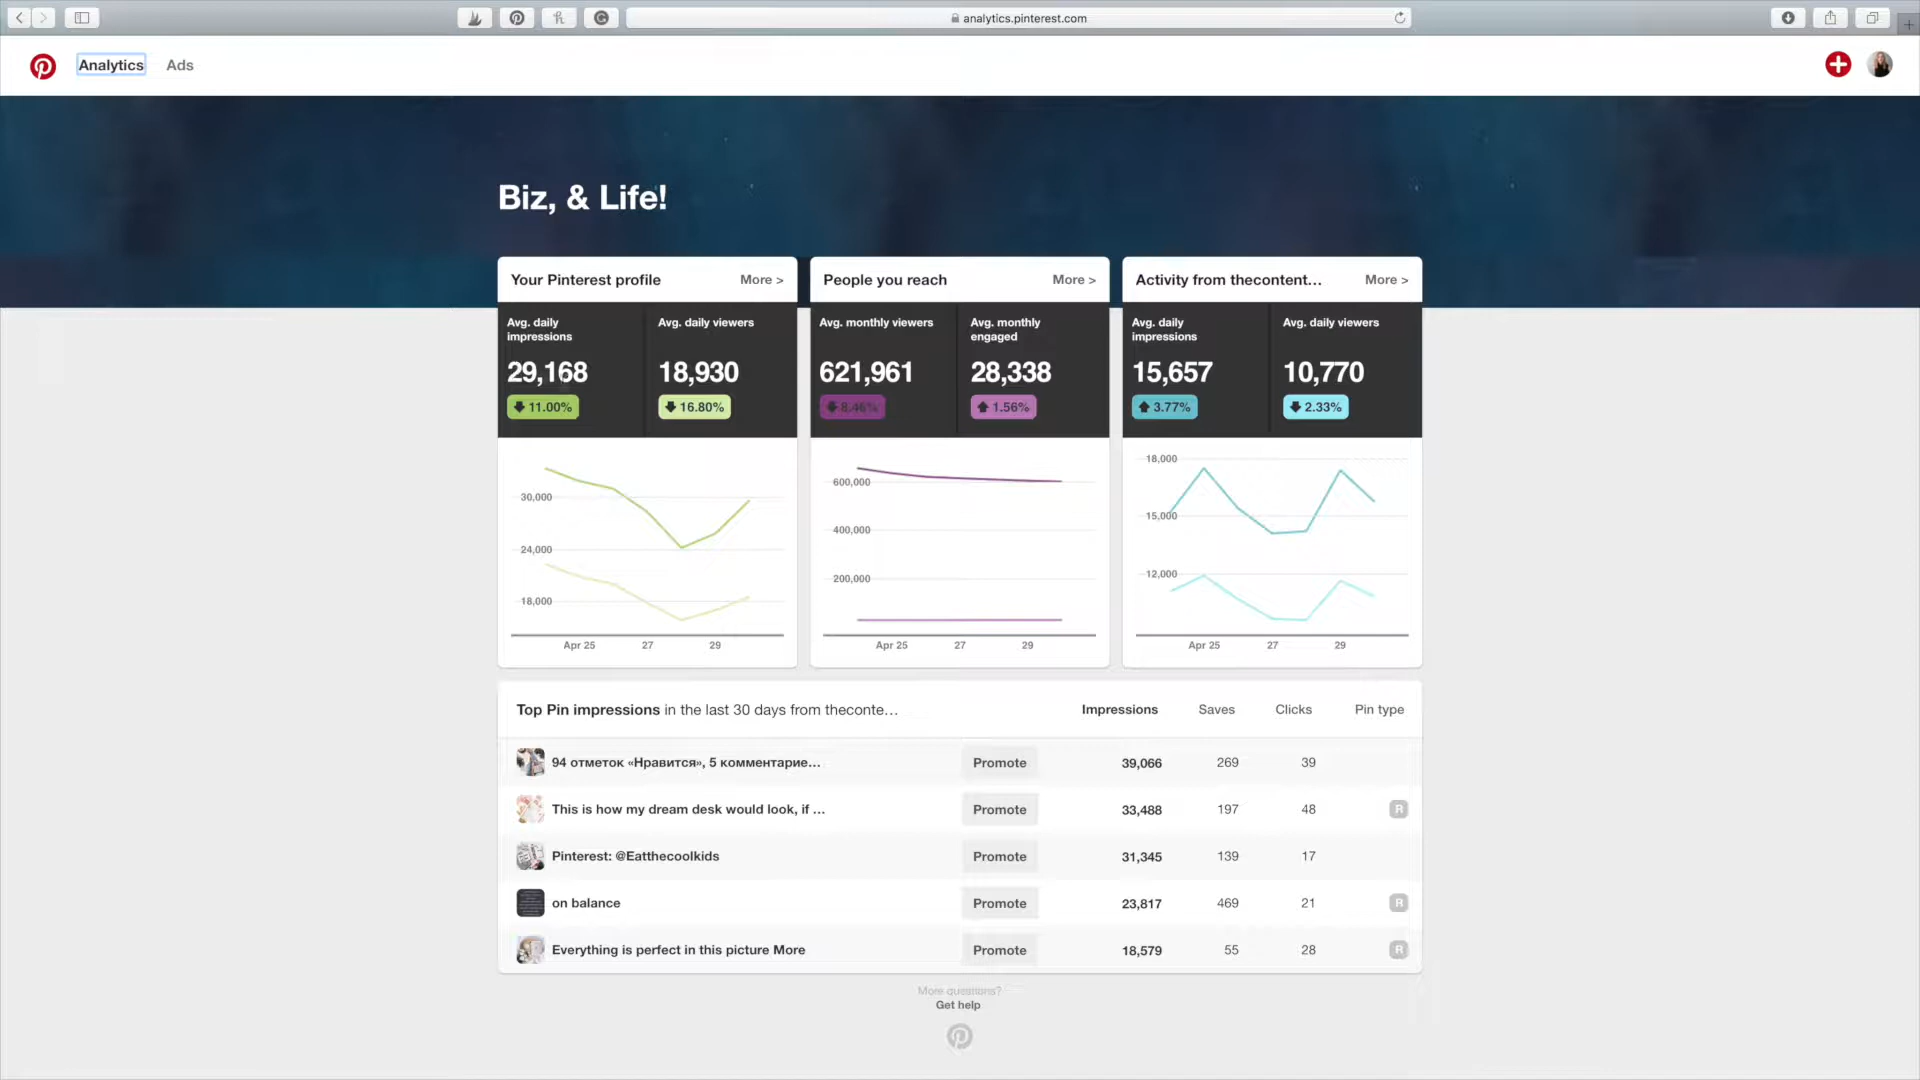 analytics.pinterest.com
Analytics Ads
Biz, & Life!
Your Pinterest profile More >
Avg. daily impressions
29,168
11.00%
Avg. daily viewers
18,930
16.80%
30,000
24,000
18,000
Apr 25 27 29
People you reach More >
Avg. monthly viewers
621,961
8.46%
Avg. monthly engaged
28,338
1.56%
600,000
400,000
200,000
Apr 25 27 29
Activity from thecontent… More >
Avg. daily impressions
15,657
3.77%
Avg. daily viewers
10,770
2.33%
18,000
15,000
12,000
Apr 25 27 29
Top Pin impressions in the last 30 days from theconte… Impressions Saves Clicks Pin type
94 отметок «Нравится», 5 комментарие… Promote 39,066 269 39
This is how my dream desk would look, if … Promote 33,488 197 48 R
Pinterest: @Eatthecoolkids Promote 31,345 139 17
on balance Promote 23,817 469 21 R
Everything is perfect in this picture More Promote 18,579 55 28 R
More questions?
Get help